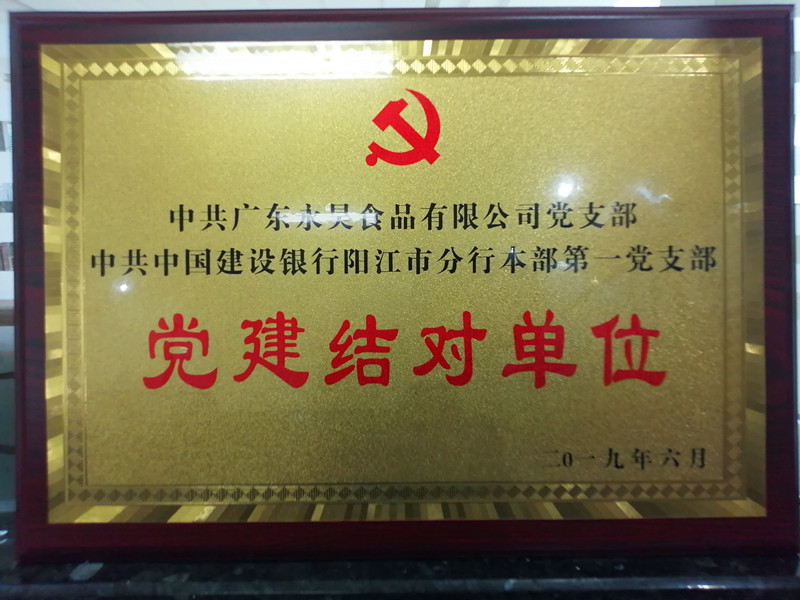 中共广东永昊食品有限公司党支部
中共中国建设银行阳江市分行本部第一党支部
党建结对单位
二0一九年六月